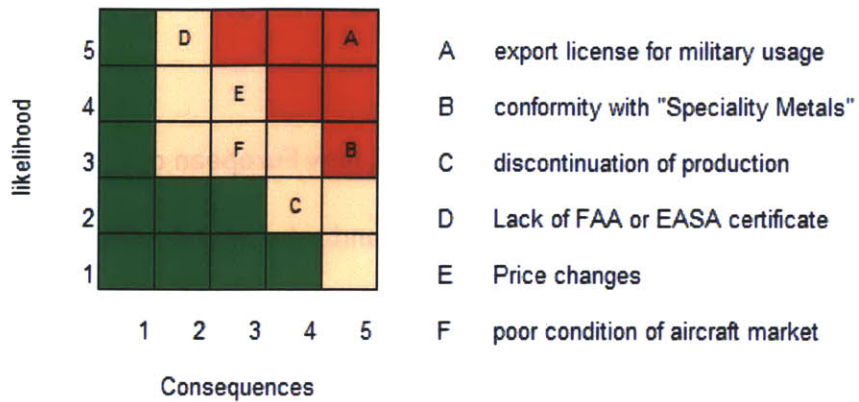 5 D A A export license for military usage
4 E B conformity with "Speciality Metals"
likelihood
3 F B C discontinuation of production
2 C D Lack of FAA or EASA certificate
1 E Price changes
1 2 3 4 5 F poor condition of aircraft market
Consequences